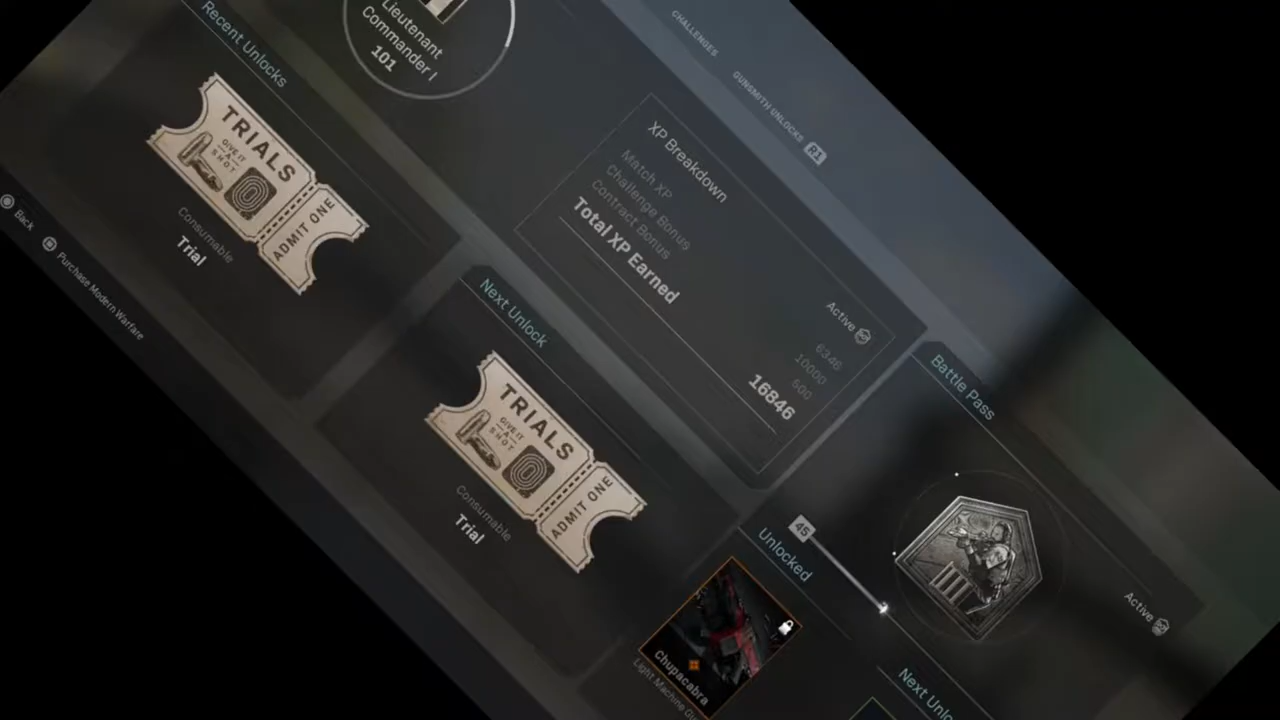 CHALLENGES
GUNSMITH UNLOCKS
R1
Lieutenant
Commander I
101
Recent Unlocks
TRIALS
GIVE IT
A
SHOT
ADMIT ONE
Consumable
Trial
XP Breakdown
Active
Match XP 6346
Challenge Bonus 10000
Contract Bonus 500
Total XP Earned 16846
Next Unlock
TRIALS
GIVE IT
A
SHOT
ADMIT ONE
Consumable
Trial
Battle Pass
45
Active
Unlocked
Chupacabra
Light Machine
Next
Back
Purchase Modern Warfare